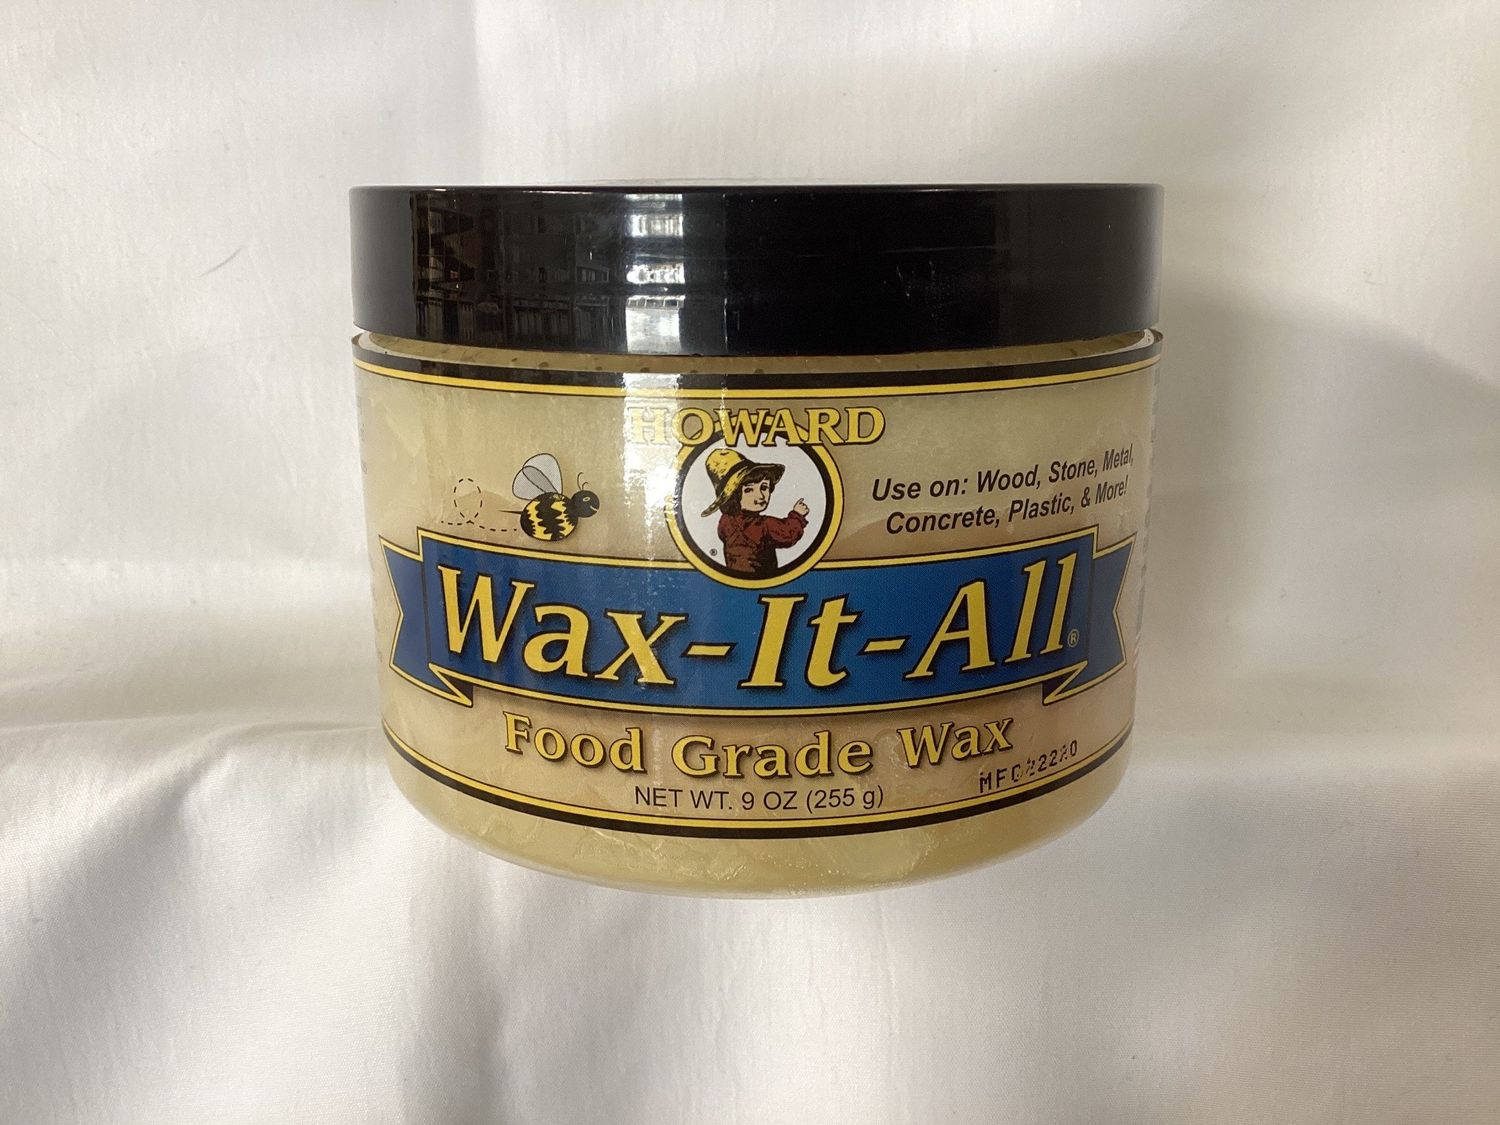 HOWARD
Use on: Wood, Stone, Metal,
Concrete, Plastic, & More!
®
Wax-It-All®
Food Grade Wax
NET WT. 9 OZ (255 g)